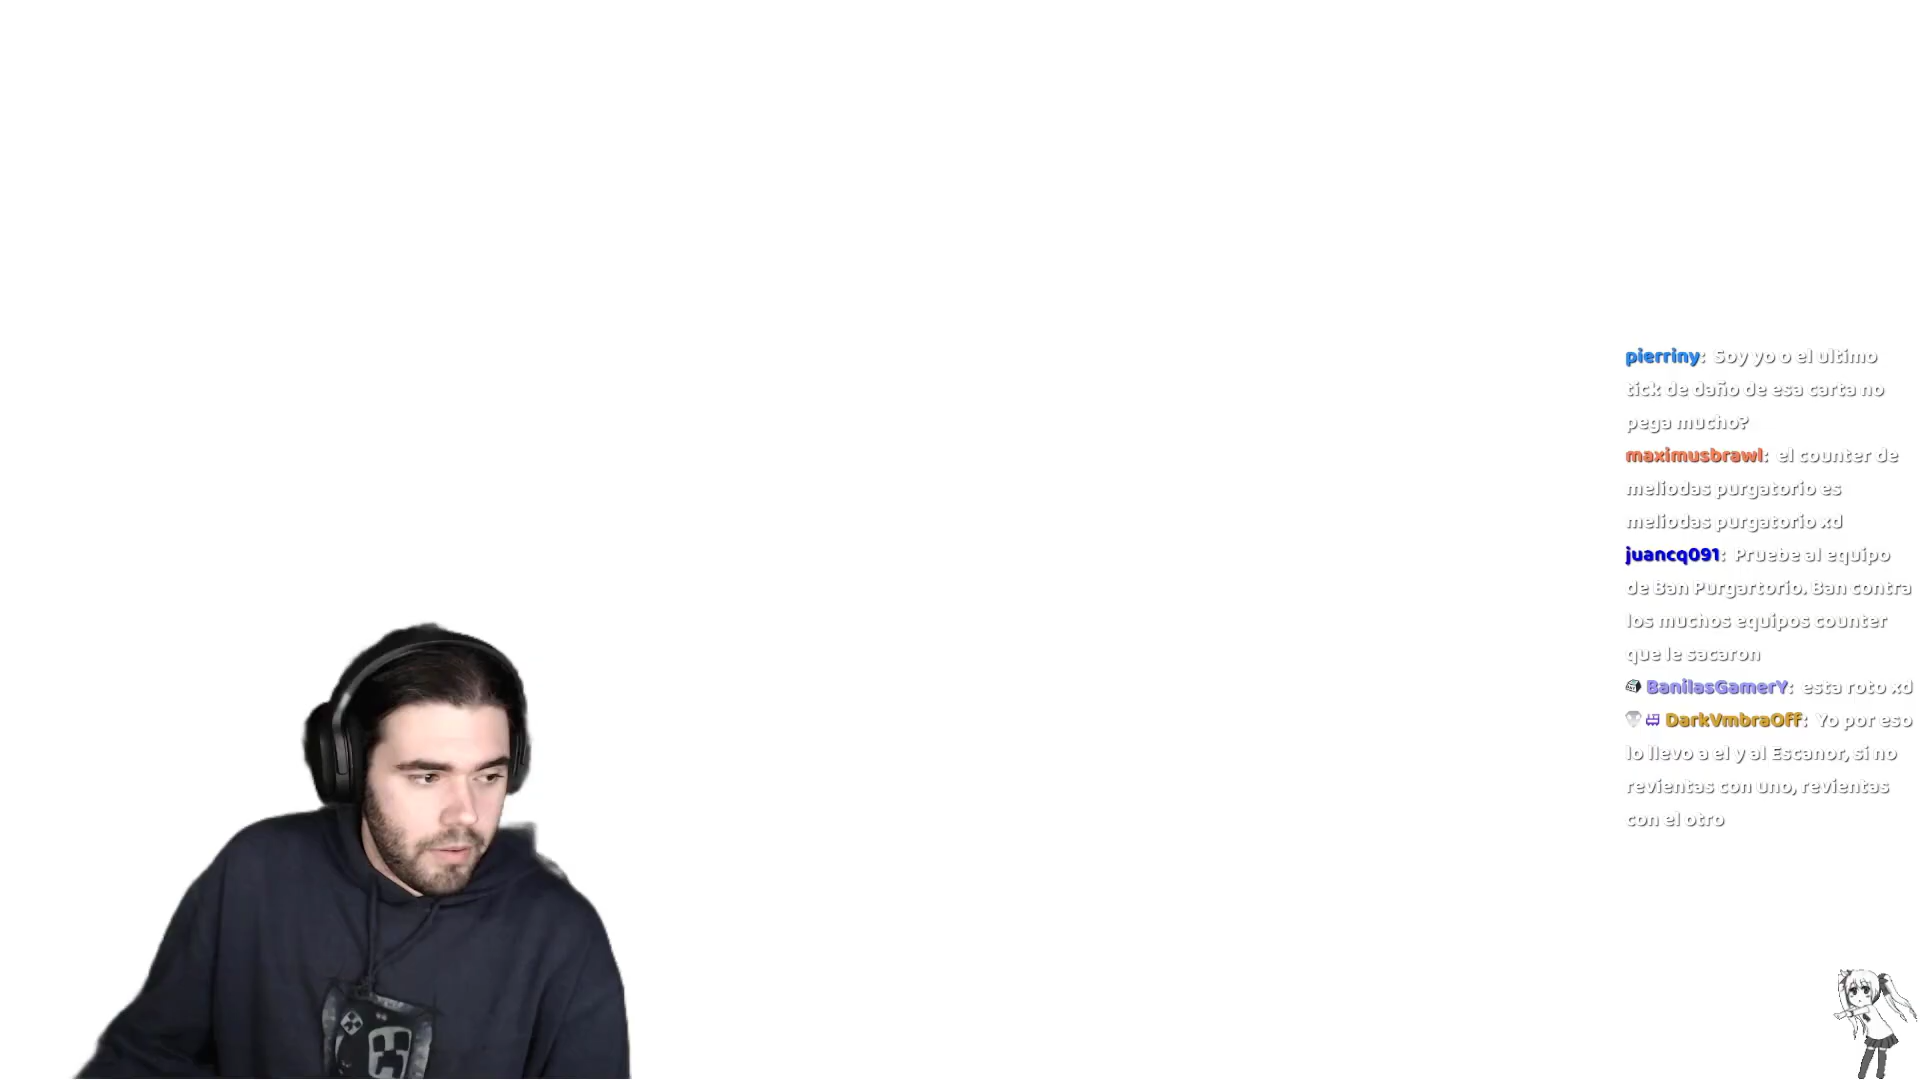 pierriny: Soy yo o el ultimo
tick de daño de esa carta no
pega mucho?
maximusbrawl: el counter de
meliodas purgatorio es
meliodas purgatorio xd
juancq091: Pruebe al equipo
de Ban Purgartorio. Ban contra
los muchos equipos counter
que le sacaron
BanilasGamerY: esta roto xd
DarkVmbraOff: Yo por eso
lo llevo a el y al Escanor, si no
revientas con uno, revientas
con el otro